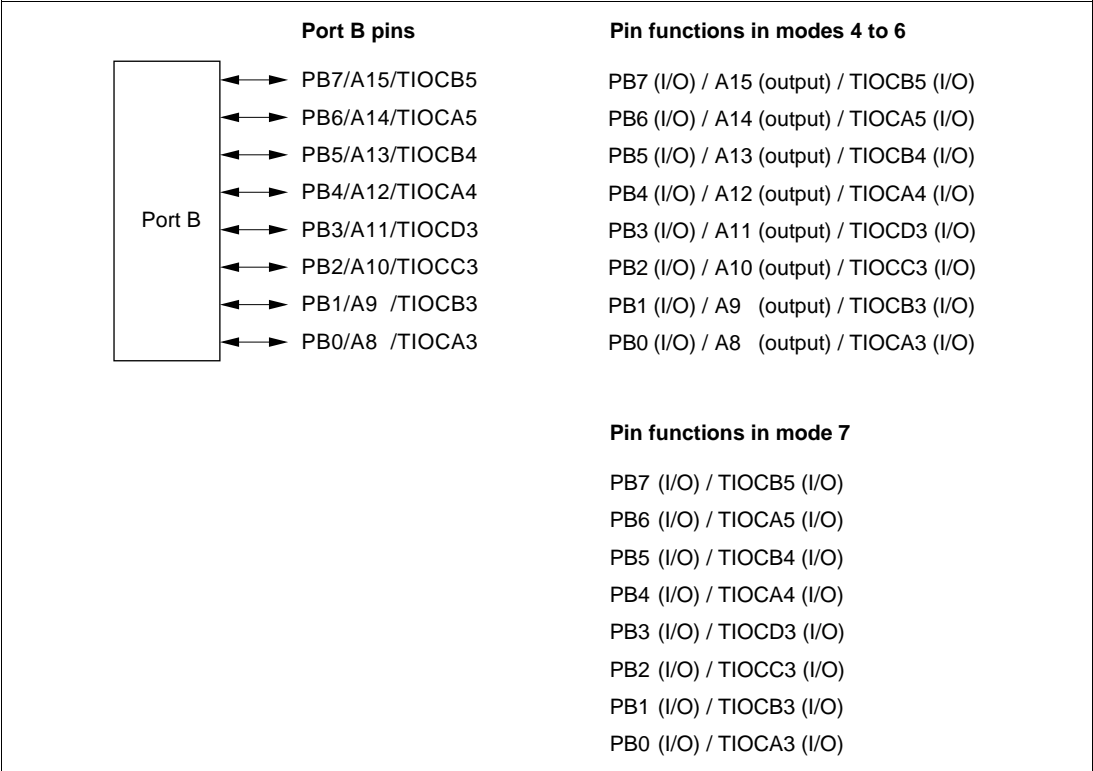 Port B pins
Pin functions in modes 4 to 6
Port B
PB7/A15/TIOCB5
PB7 (I/O) / A15 (output) / TIOCB5 (I/O)
PB6/A14/TIOCA5
PB6 (I/O) / A14 (output) / TIOCA5 (I/O)
PB5/A13/TIOCB4
PB5 (I/O) / A13 (output) / TIOCB4 (I/O)
PB4/A12/TIOCA4
PB4 (I/O) / A12 (output) / TIOCA4 (I/O)
PB3/A11/TIOCD3
PB3 (I/O) / A11 (output) / TIOCD3 (I/O)
PB2/A10/TIOCC3
PB2 (I/O) / A10 (output) / TIOCC3 (I/O)
PB1/A9 /TIOCB3
PB1 (I/O) / A9 (output) / TIOCB3 (I/O)
PB0/A8 /TIOCA3
PB0 (I/O) / A8 (output) / TIOCA3 (I/O)
Pin functions in mode 7
PB7 (I/O) / TIOCB5 (I/O)
PB6 (I/O) / TIOCA5 (I/O)
PB5 (I/O) / TIOCB4 (I/O)
PB4 (I/O) / TIOCA4 (I/O)
PB3 (I/O) / TIOCD3 (I/O)
PB2 (I/O) / TIOCC3 (I/O)
PB1 (I/O) / TIOCB3 (I/O)
PB0 (I/O) / TIOCA3 (I/O)